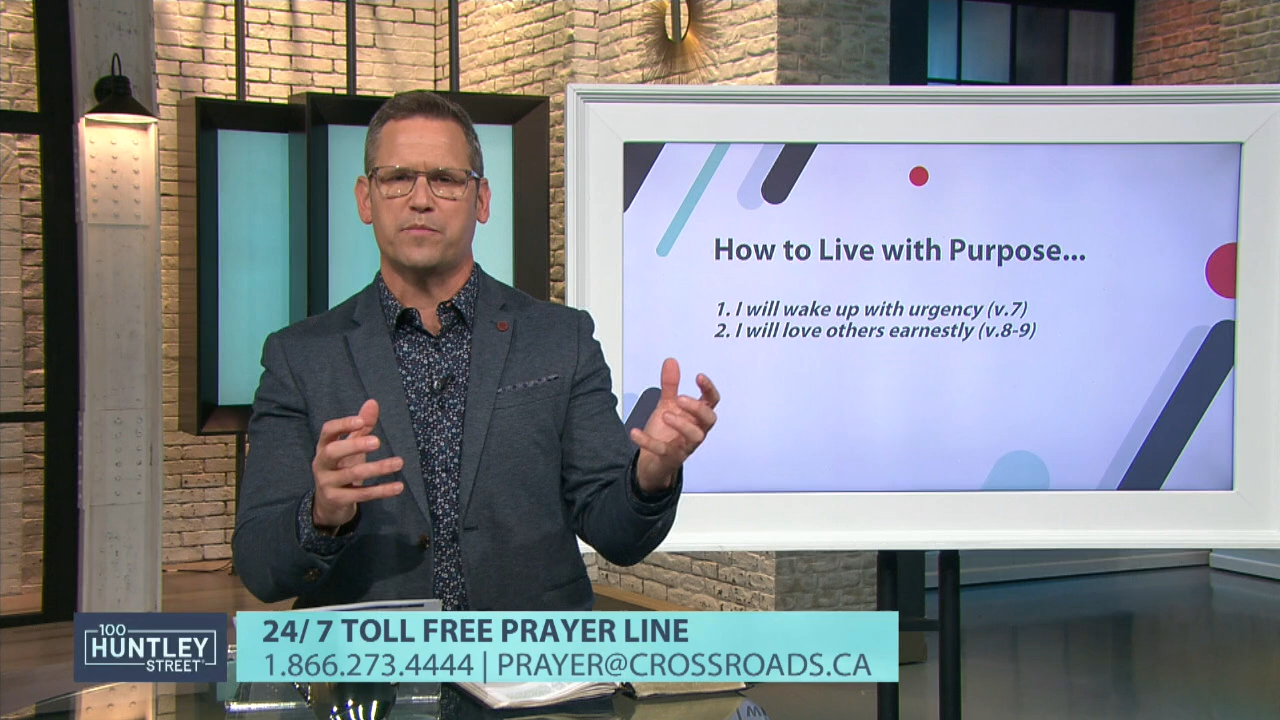 How to Live with Purpose...
1. I will wake up with urgency (v.7)
2. I will love others earnestly (v.8-9)
100
HUNTLEY
STREET
24/ 7 TOLL FREE PRAYER LINE
1.866.273.4444 | PRAYER@CROSSROADS.CA